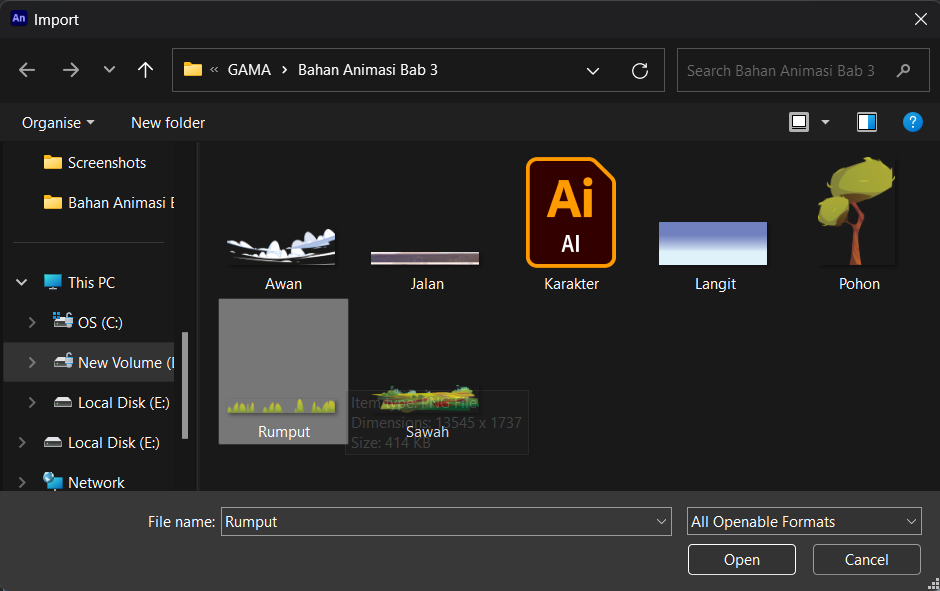 An Import
GAMA Bahan Animasi Bab 3
Search Bahan Animasi Bab 3
Organise New folder
?
Screenshots
Bahan Animasi B
This PC
OS (C:)
New Volume (
Local Disk (E:)
Local Disk (E:)
Network
Ai
AI
Awan Jalan Karakter Langit Pohon
Rumput Sawah
Item type: PNG File
Dimensions: 13545 x 1737
Size: 414 KB
File name: Rumput All Openable Formats
Open Cancel